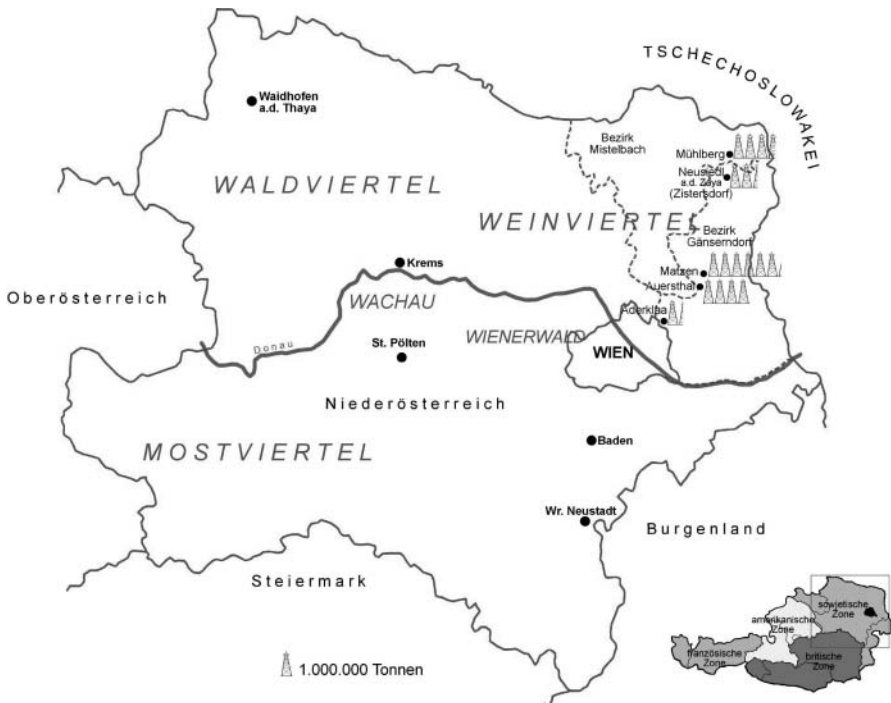 TSCHECHOSLOWAKEI
Waidhofen
a.d. Thaya
Bezirk
Mistelbach
Mühlberg
Neusiedl
a.d. Zaya
(Zistersdorf)
WALDVIERTEL
WEINVIERTEL
Bezirk
Gänserndorf
Krems
Matzen
Auersthal
Oberösterreich
WACHAU
Aderklaa
Donau
WIENERWALD
St. Pölten
WIEN
Niederösterreich
Baden
MOSTVIERTEL
Wr. Neustadt
Burgenland
Steiermark
1.000.000 Tonnen
sowjetische
Zone
amerikanische
Zone
französische
Zone
britische
Zone